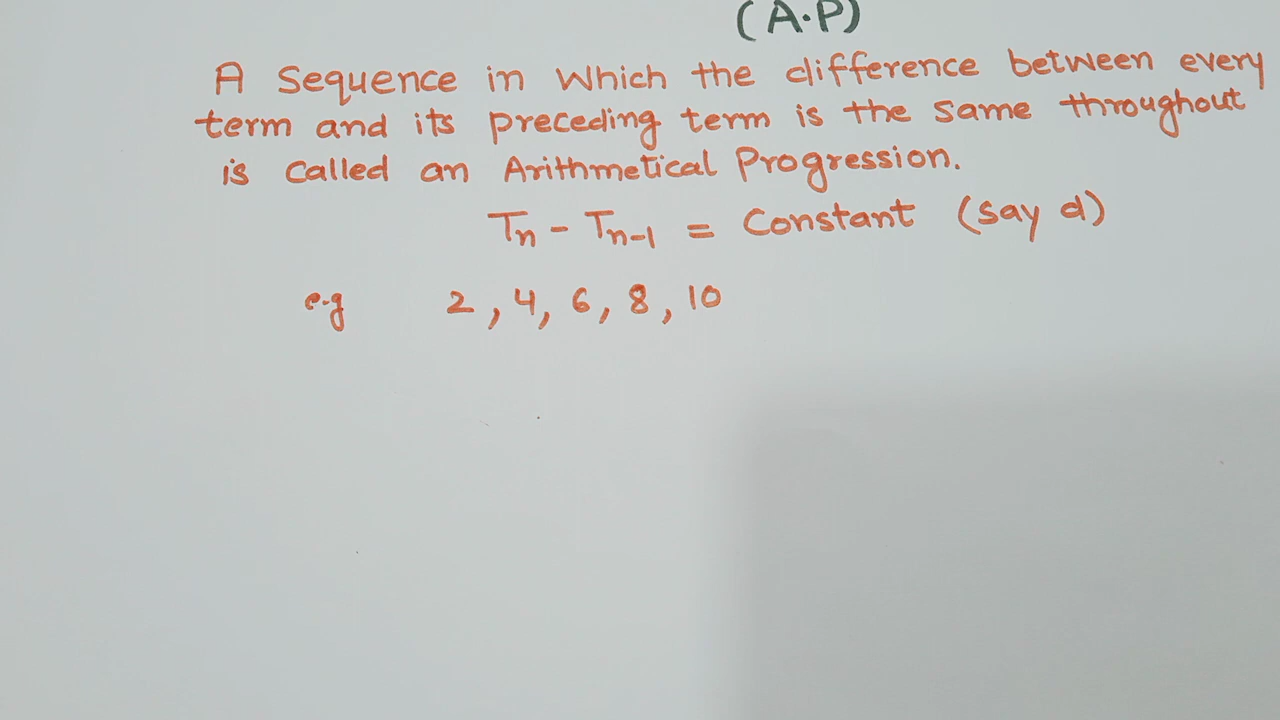 (A.P)
A Sequence in Which the difference between every
term and its preceding term is the same throughout
is called an Arithmetical Progression.
Tn - Tn-1 = Constant (say d)
e.g 2, 4, 6, 8, 10